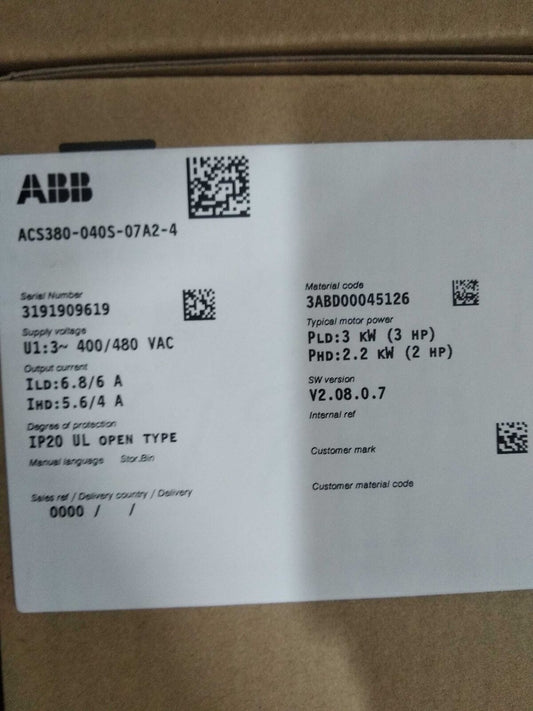 ABB
ACS380-040S-07A2-4
Serial Number
3191909619
Supply voltage
U1:3~ 400/480 VAC
Output current
ILD:6.8/6 A
IHD:5.6/4 A
Degree of protection
IP20 UL OPEN TYPE
Manual language Stor.Bin
Sales ref / Delivery country / Delivery
0000 / /
Material code
3ABD00045126
Typical motor power
PLD:3 kW (3 HP)
PHD:2.2 kW (2 HP)
SW version
V2.08.0.7
Internal ref
Customer mark
Customer material code